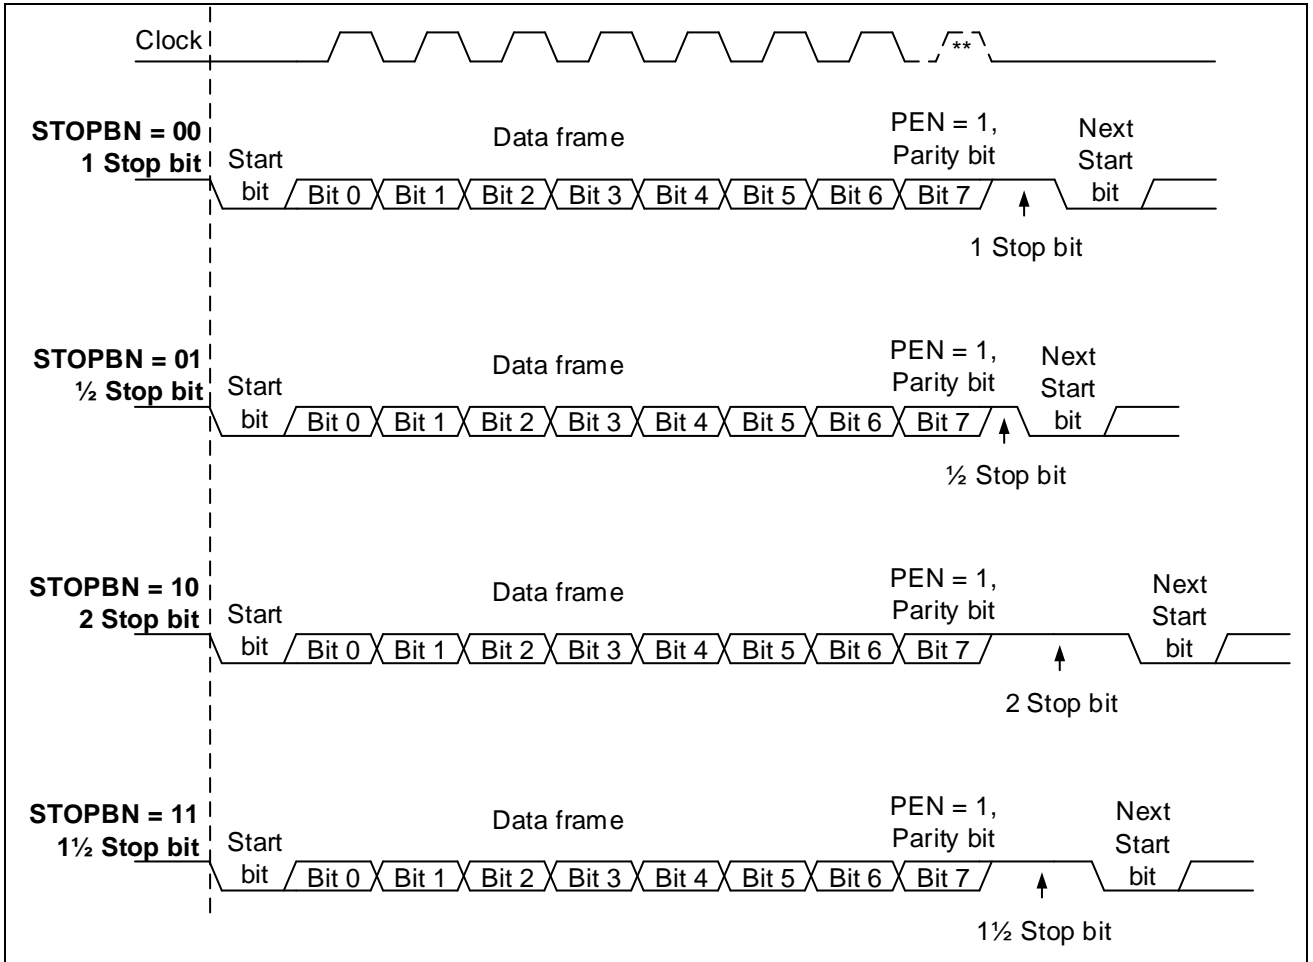 Clock
**
STOPBN = 00
1 Stop bit
Start
bit
Data frame
PEN = 1,
Parity bit
Next
Start
bit
Bit 0 Bit 1 Bit 2 Bit 3 Bit 4 Bit 5 Bit 6 Bit 7
1 Stop bit
STOPBN = 01
½ Stop bit
Start
bit
Data frame
PEN = 1,
Parity bit
Next
Start
bit
Bit 0 Bit 1 Bit 2 Bit 3 Bit 4 Bit 5 Bit 6 Bit 7
½ Stop bit
STOPBN = 10
2 Stop bit
Start
bit
Data frame
PEN = 1,
Parity bit
Next
Start
bit
Bit 0 Bit 1 Bit 2 Bit 3 Bit 4 Bit 5 Bit 6 Bit 7
2 Stop bit
STOPBN = 11
1½ Stop bit
Start
bit
Data frame
PEN = 1,
Parity bit
Next
Start
bit
Bit 0 Bit 1 Bit 2 Bit 3 Bit 4 Bit 5 Bit 6 Bit 7
1½ Stop bit